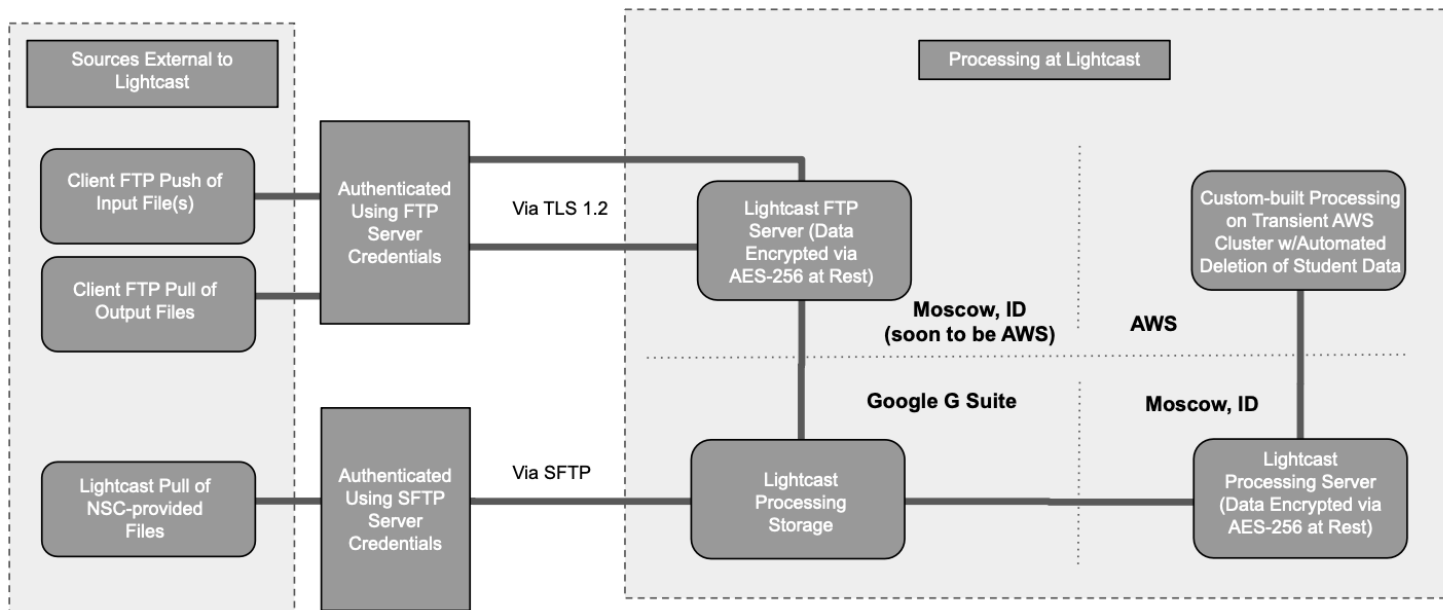 Sources External to
Lightcast
Processing at Lightcast
Client FTP Push of
Input File(s)
Client FTP Pull of
Output Files
Authenticated
Using FTP
Server
Credentials
Via TLS 1.2
Lightcast FTP
Server (Data
Encrypted via
AES-256 at Rest)
Custom-built Processing
on Transient AWS
Cluster w/Automated
Deletion of Student Data
Moscow, ID
(soon to be AWS)
AWS
Google G Suite
Moscow, ID
Lightcast Pull of
NSC-provided
Files
Authenticated
Using SFTP
Server
Credentials
Via SFTP
Lightcast
Processing
Storage
Lightcast
Processing Server
(Data Encrypted via
AES-256 at Rest)